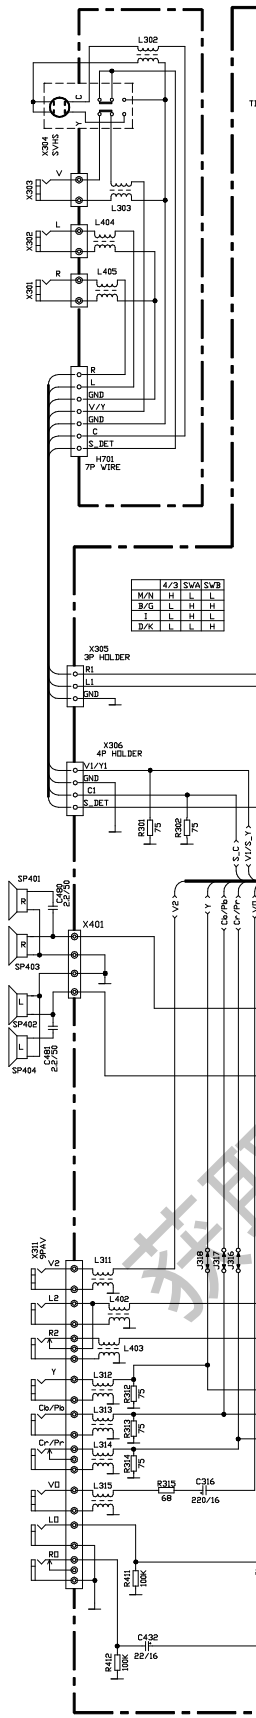 L302
C
Y
X304
SVHS
V
X303
L303
L
L404
X302
R
L405
X301
R
L
GND
V/Y
GND
C
S_DET
H701
7P WIRE
4/3 SWA SWB
M/N H L L
B/G L H L
I L H L
D/K L L H
X305
3P HOLDER
R1
L1
GND
X306
4P HOLDER
V1/Y1
GND
C1
S_DET
R301
75
R302
75
S_C
V1/S_Y
SP401
R
C480
2.2/50
X401
V2
Y
Cb/Pb
Cr/Pr
V0
R
SP403
L
SP402
C481
2.2/50
L
SP404
J318
J317
J316
X311
9PAV
V2
L311
L2
L402
R2
L403
Y
L312
R312
75
Cb/Pb
L313
R313
75
Cr/Pr
L314
R314
75
VO
L315
R315
68
C316
220/16
LO
R411
100K
RO
C432
22/16
R412
100K